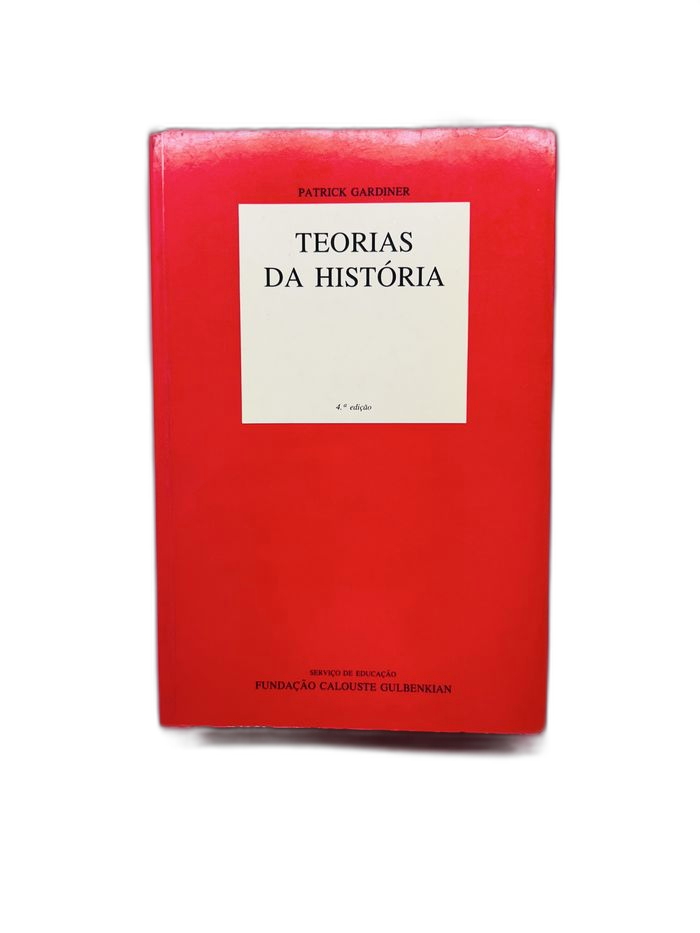 PATRICK GARDINER
TEORIAS
DA HISTÓRIA
4.ª edição
SERVIÇO DE EDUCAÇÃO
FUNDAÇÃO CALOUSTE GULBENKIAN